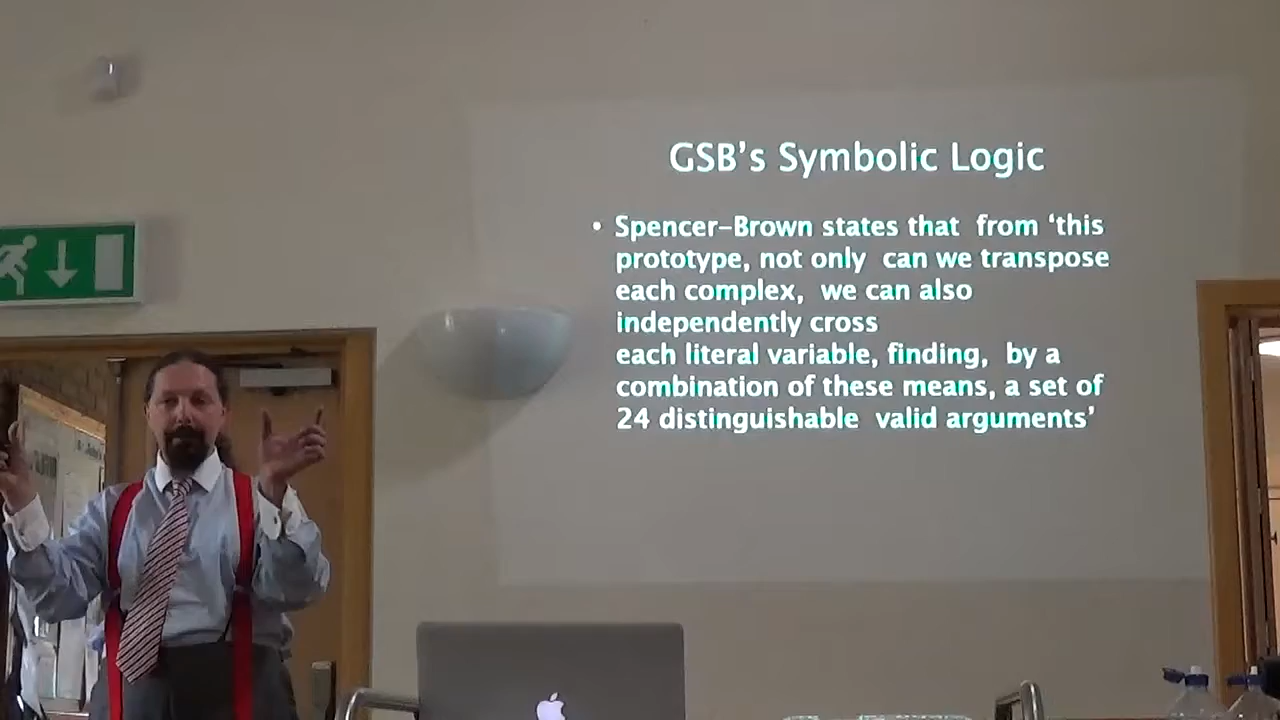 GSB's Symbolic Logic
• Spencer-Brown states that from ‘this
prototype, not only can we transpose
each complex, we can also
independently cross
each literal variable, finding, by a
combination of these means, a set of
24 distinguishable valid arguments’